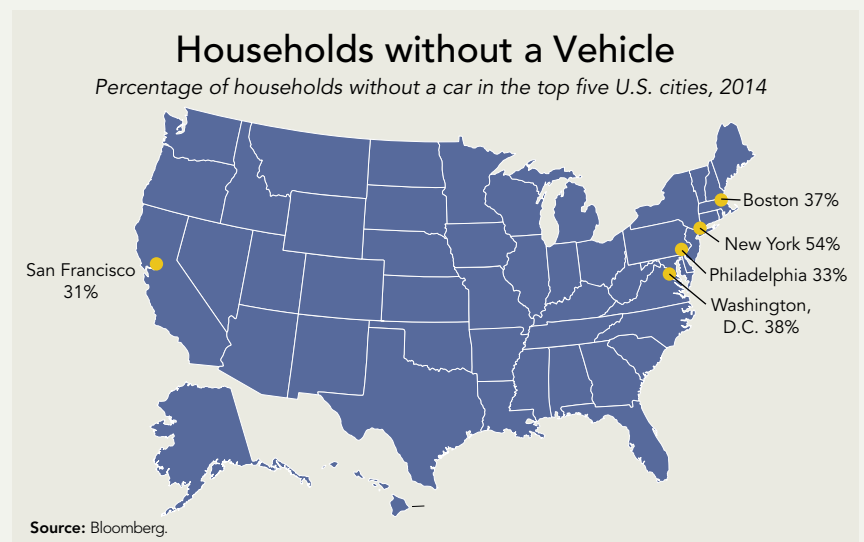 Households without a Vehicle
Percentage of households without a car in the top five U.S. cities, 2014
Boston 37%
New York 54%
San Francisco
31%
Philadelphia 33%
Washington,
D.C. 38%
Source: Bloomberg.